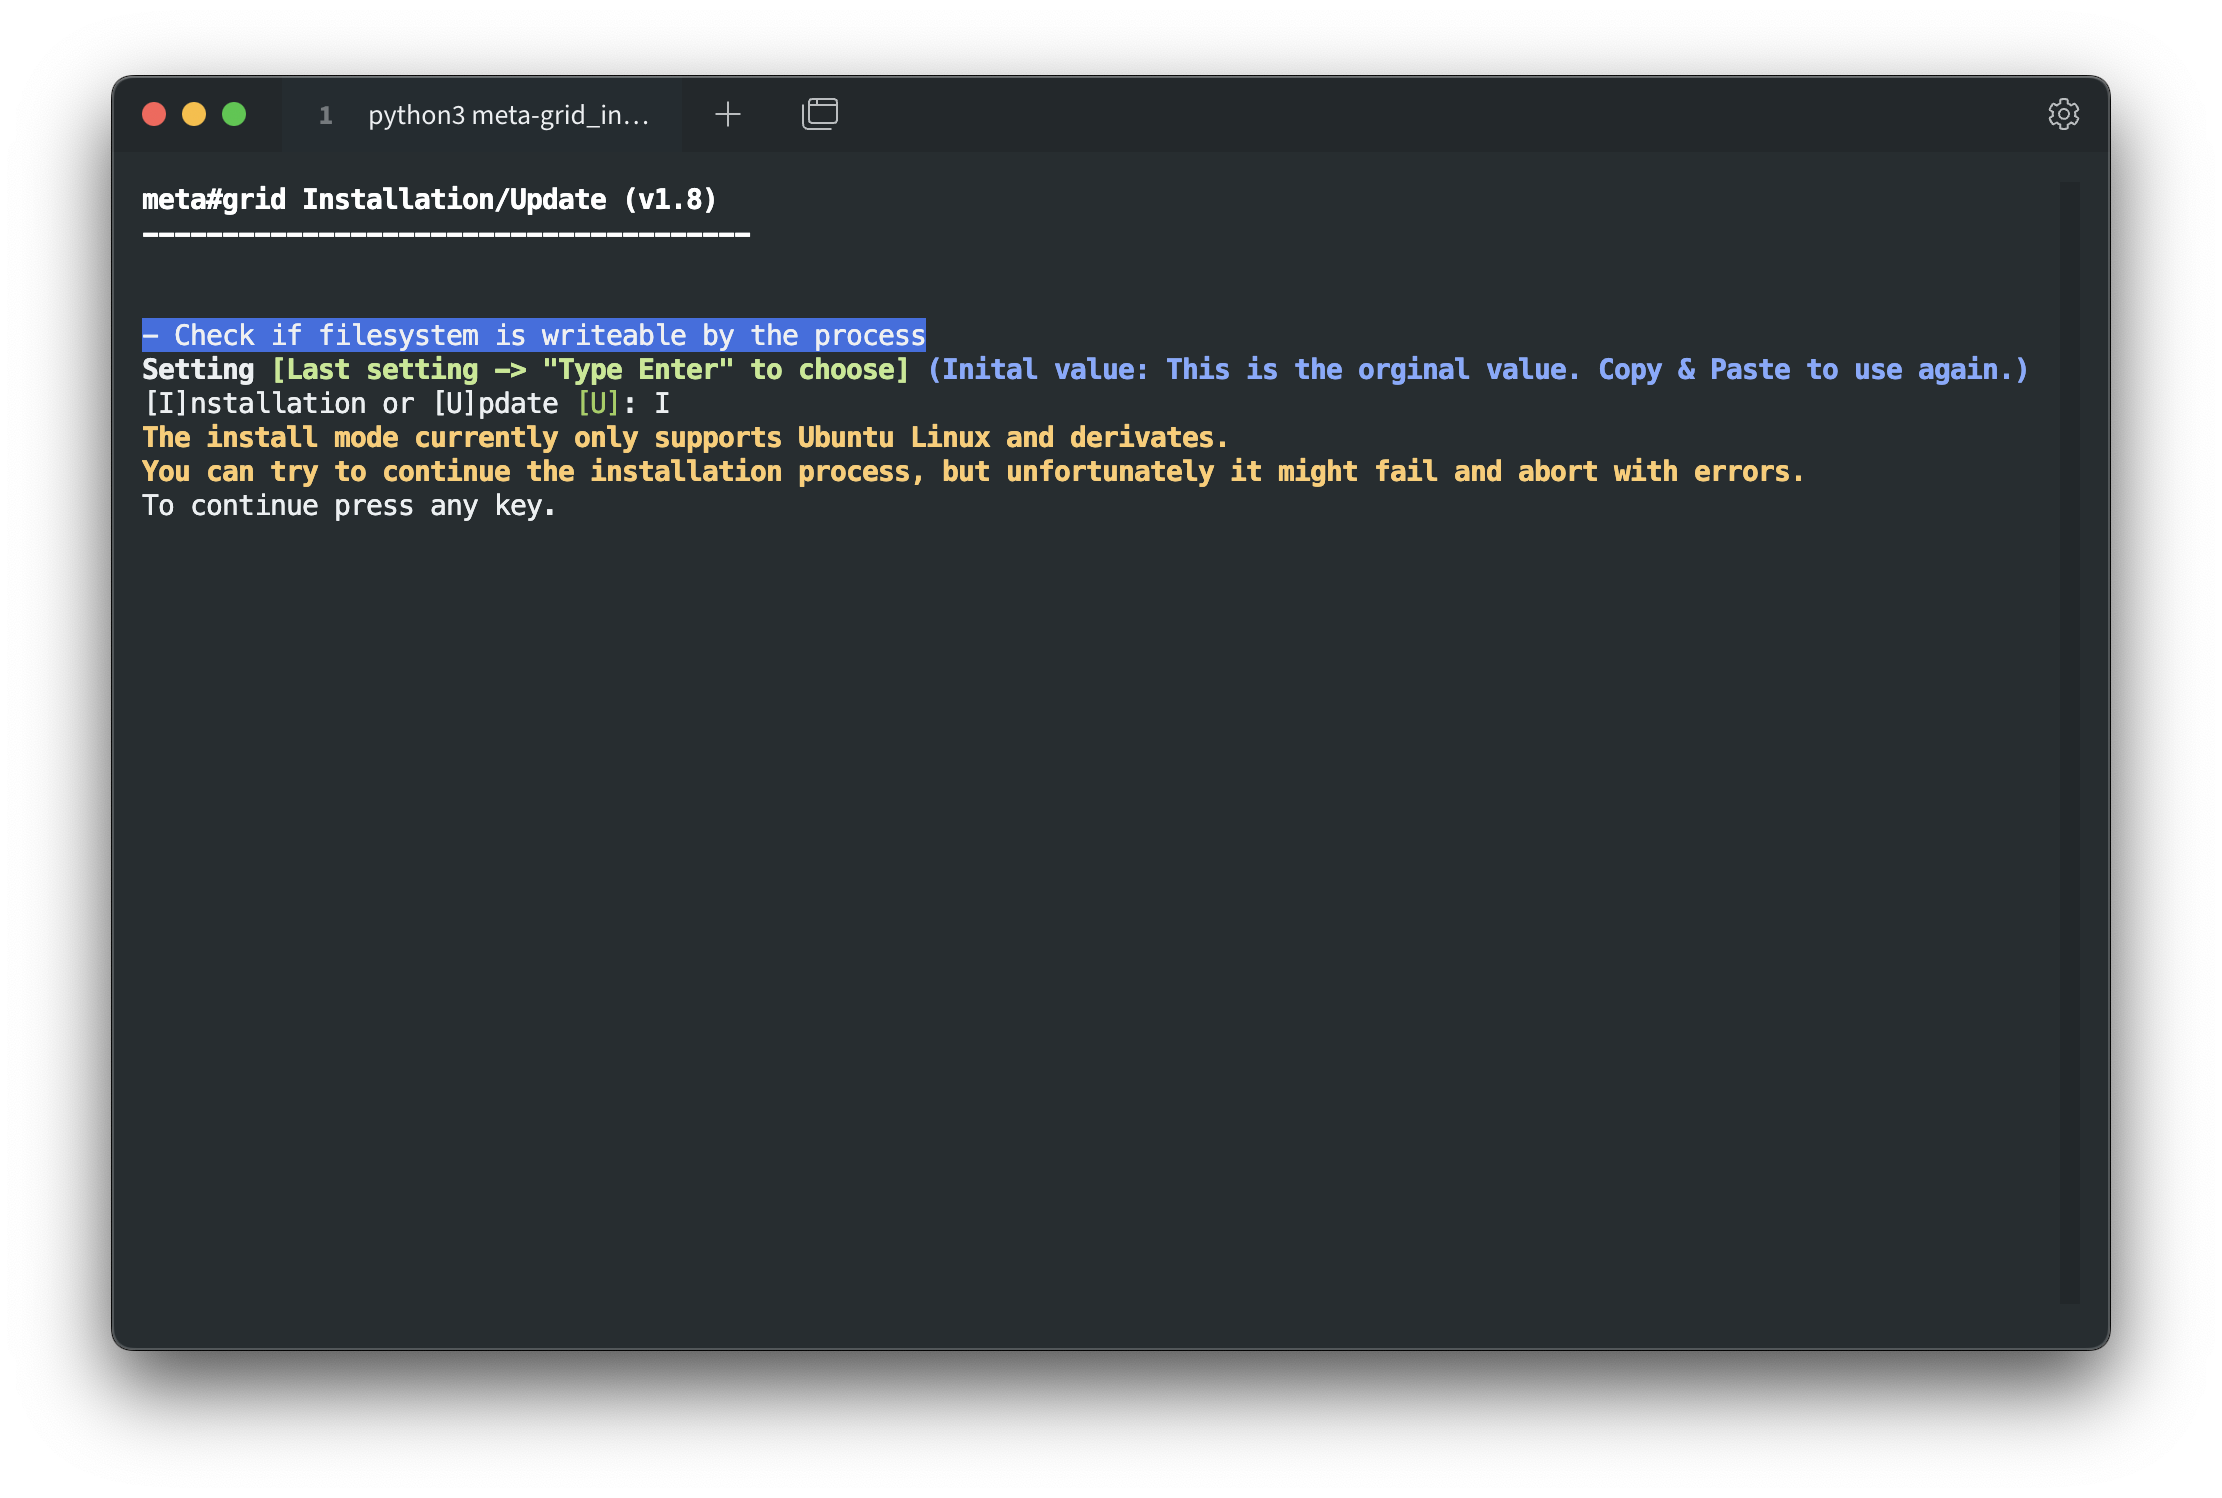 1 python3 meta-grid_in...
meta#grid Installation/Update (v1.8)
--------------------------------------
- Check if filesystem is writeable by the process
Setting [Last setting -> "Type Enter" to choose] (Inital value: This is the orginal value. Copy & Paste to use again.)
[I]nstallation or [U]pdate [U]: I
The install mode currently only supports Ubuntu Linux and derivates.
You can try to continue the installation process, but unfortunately it might fail and abort with errors.
To continue press any key.